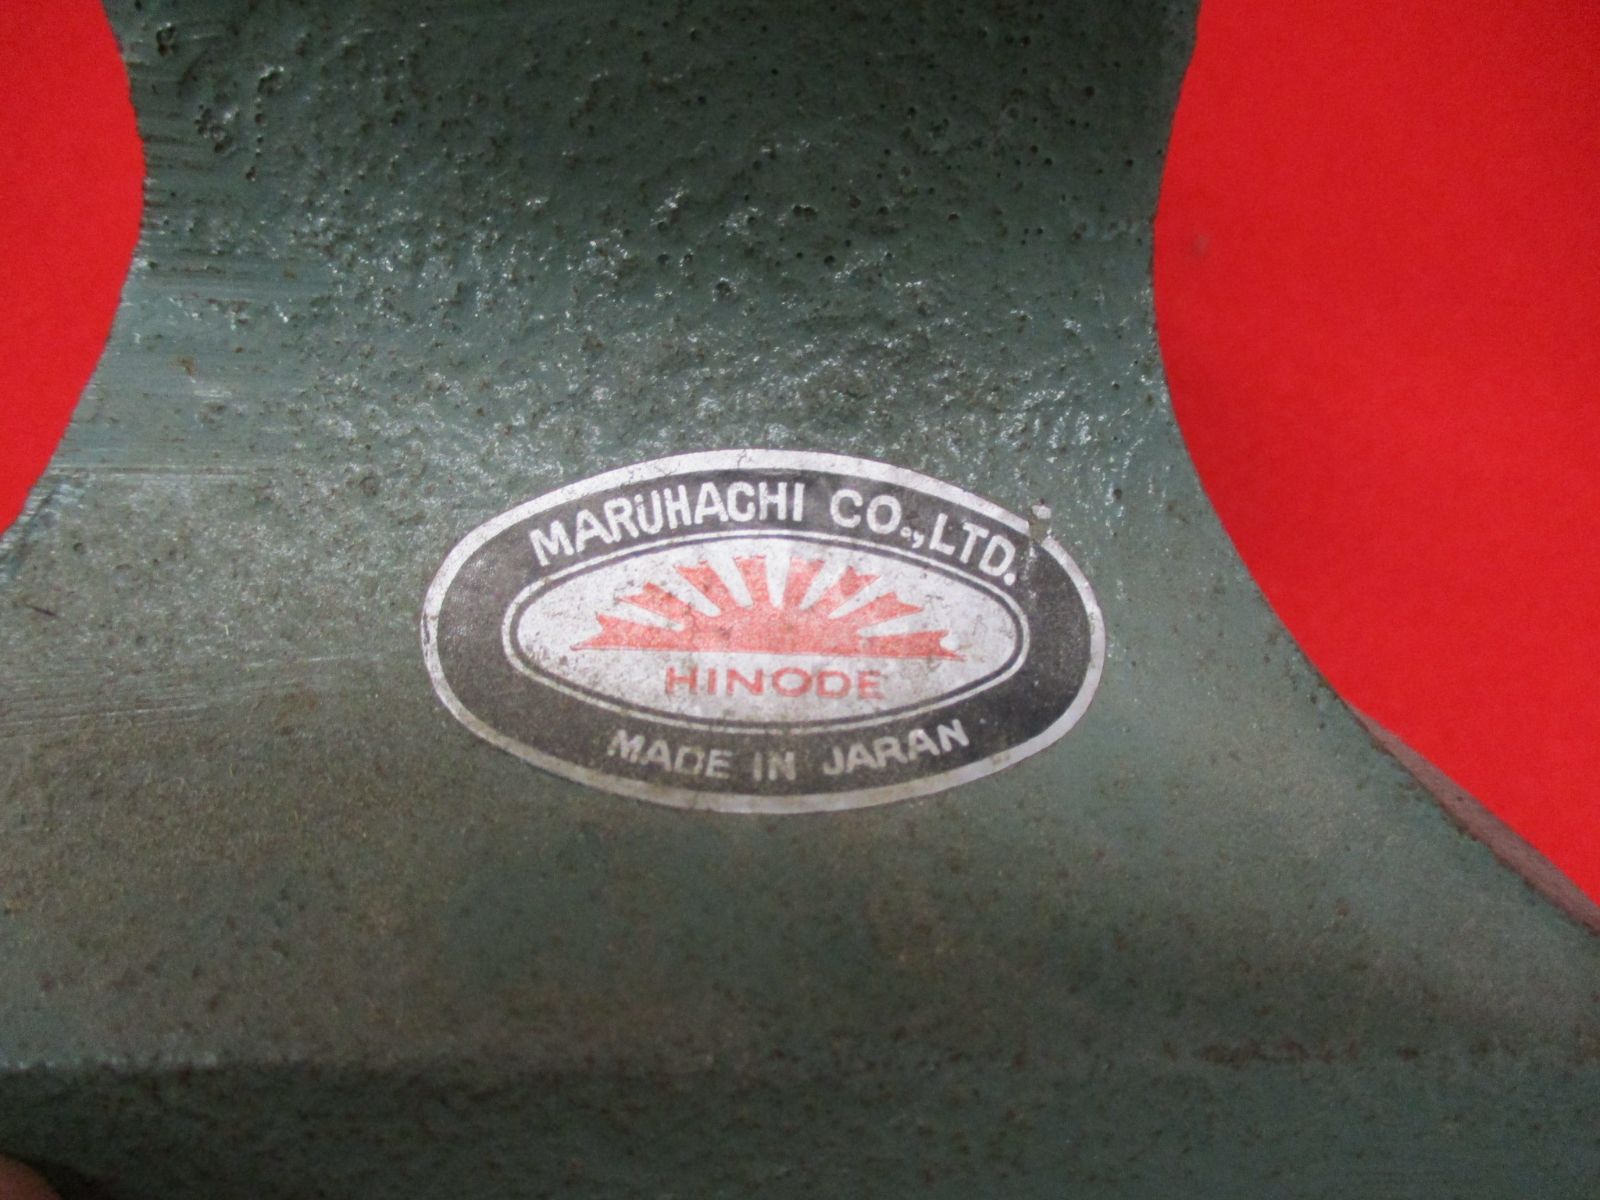 MARUHACHI CO., LTD.
HINODE
MADE IN JARAN